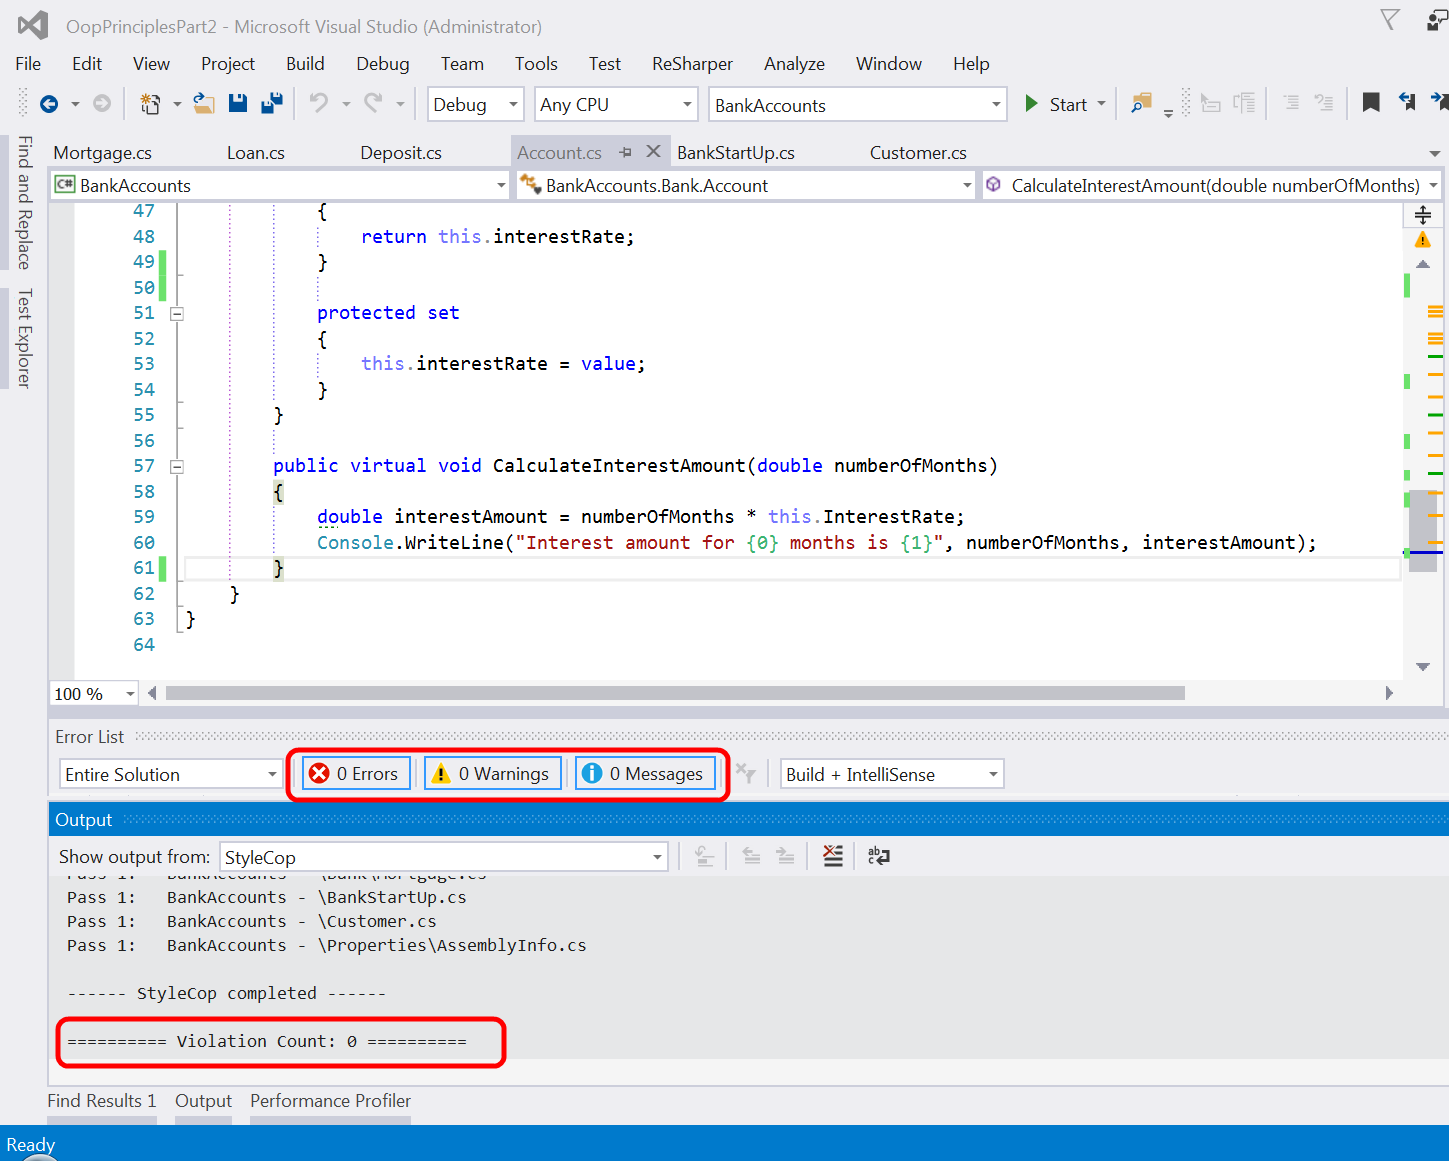 OopPrinciplesPart2 - Microsoft Visual Studio (Administrator)
File Edit View Project Build Debug Team Tools Test ReSharper Analyze Window Help
Debug Any CPU BankAccounts Start
Find and Replace
Test Explorer
Mortgage.cs Loan.cs Deposit.cs Account.cs BankStartUp.cs Customer.cs
C# BankAccounts BankAccounts.Bank.Account CalculateInterestAmount(double numberOfMonths)
47 {
48 return this.interestRate;
49 }
50
51 protected set
52 {
53 this.interestRate = value;
54 }
55 }
56
57 public virtual void CalculateInterestAmount(double numberOfMonths)
58 {
59 double interestAmount = numberOfMonths * this.InterestRate;
60 Console.WriteLine("Interest amount for {0} months is {1}", numberOfMonths, interestAmount);
61 }
62 }
63 }
64
100 %
Error List
Entire Solution 0 Errors 0 Warnings 0 Messages Build + IntelliSense
Output
Show output from: StyleCop
Pass 1: BankAccounts - \Bank\Mortgage.cs
Pass 1: BankAccounts - \BankStartUp.cs
Pass 1: BankAccounts - \Customer.cs
Pass 1: BankAccounts - \Properties\AssemblyInfo.cs
------ StyleCop completed ------
========== Violation Count: 0 ==========
Find Results 1 Output Performance Profiler
Ready